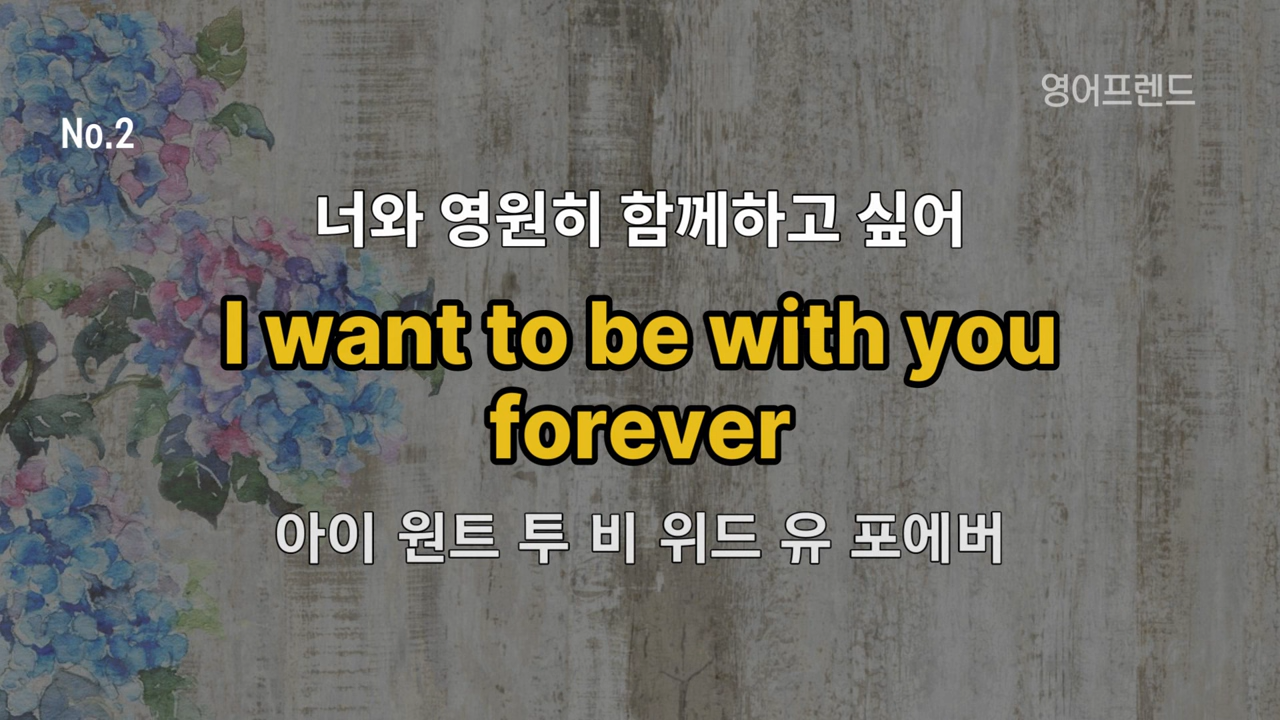 영어프렌드
No.2
너와 영원히 함께하고 싶어
I want to be with you
forever
아이 원트 투 비 위드 유 포에버